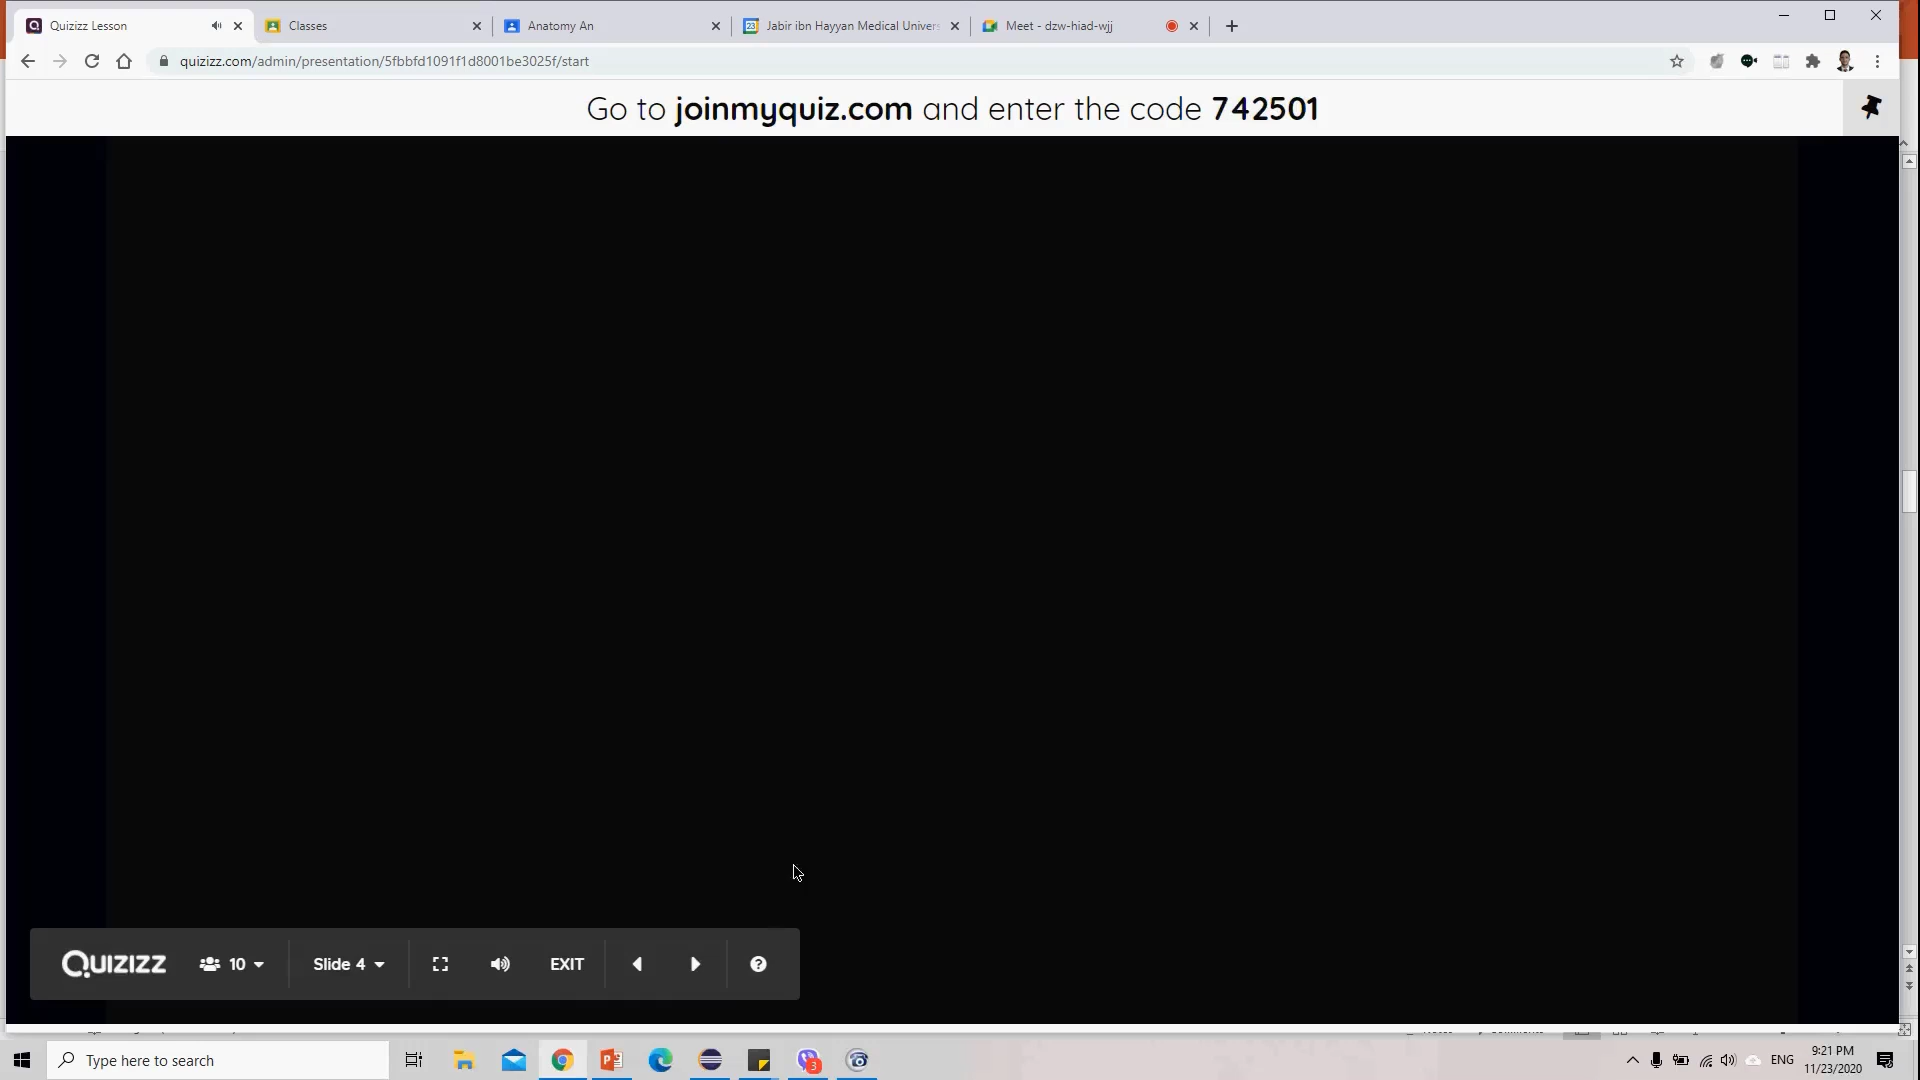 Quizizz Lesson
Classes
Anatomy An
Jabir ibn Hayyan Medical Univer
Meet - dzw-hiad-wjj
quizizz.com/admin/presentation/5fbbfd1091f1d8001be3025f/start
Go to joinmyquiz.com and enter the code 742501
QUIZIZZ
10
Slide 4
EXIT
Type here to search
3
ENG
9:21 PM
11/23/2020